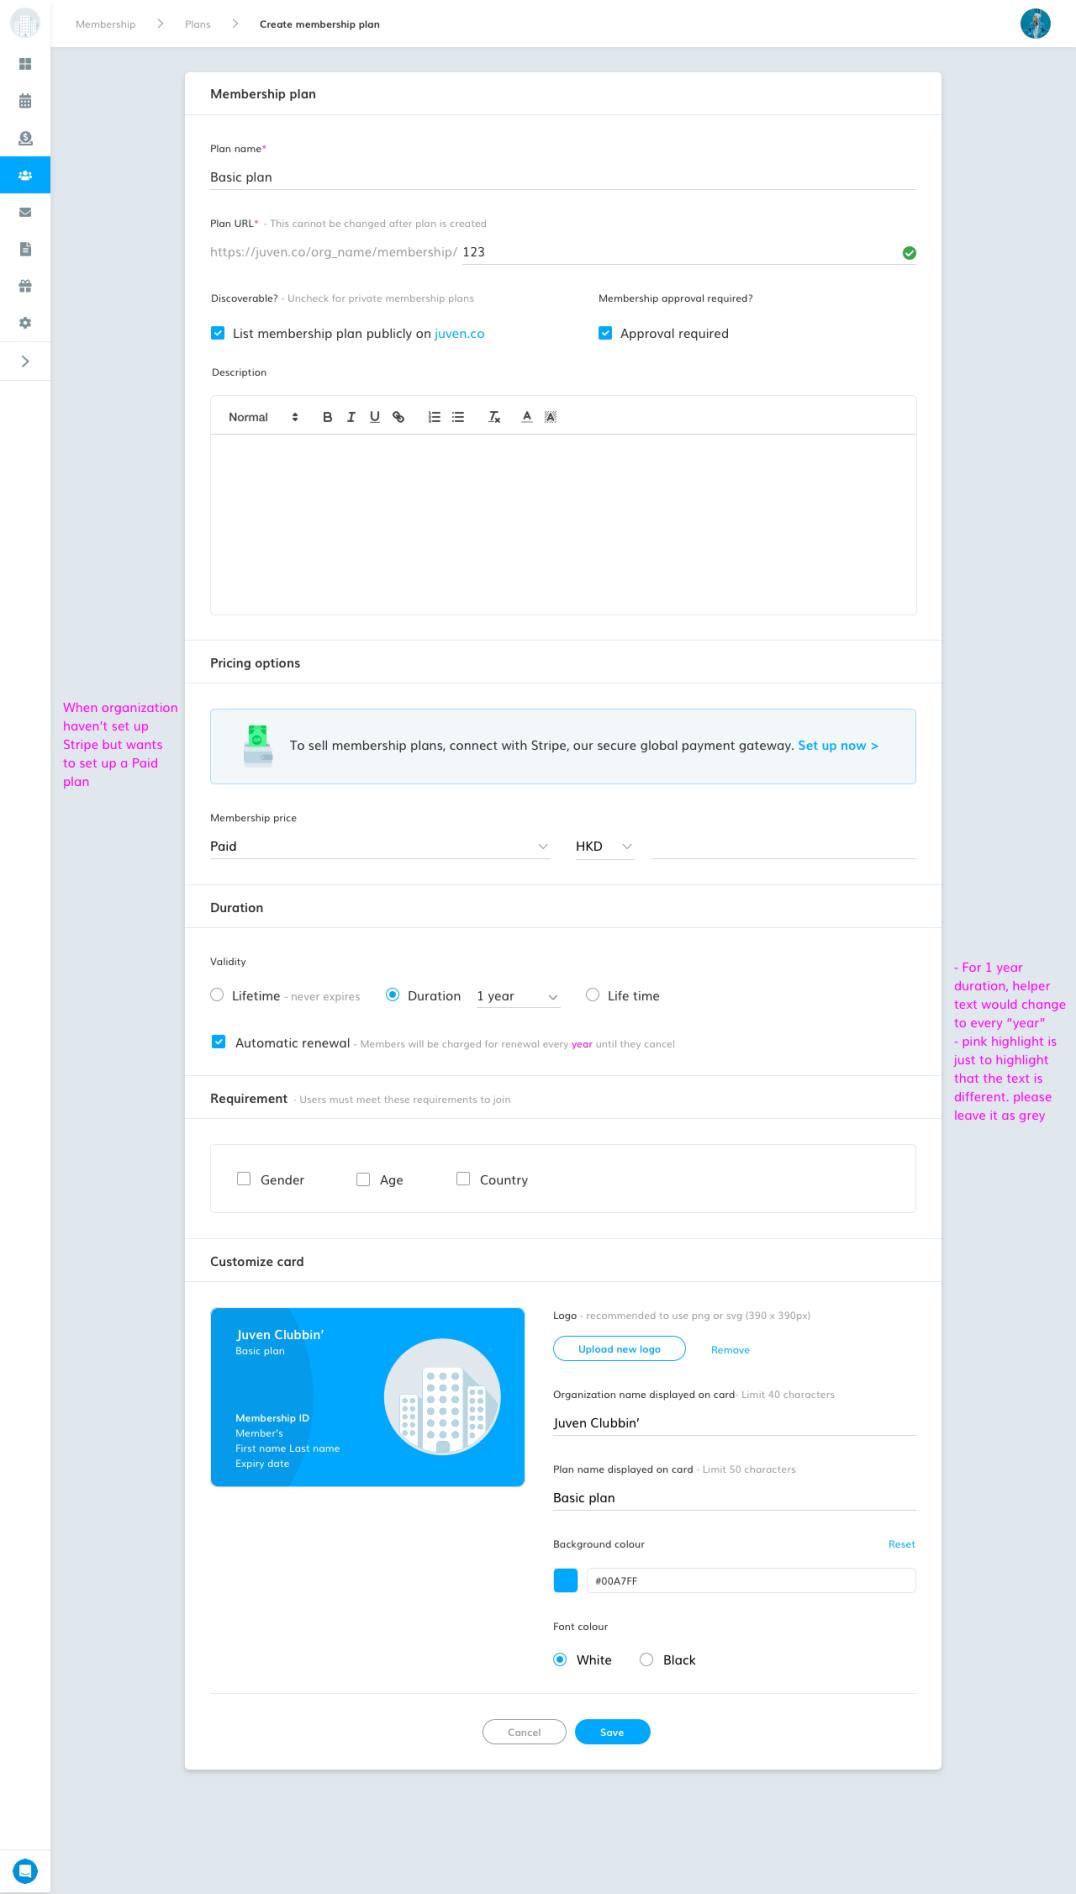 Membership > Plans > Create membership plan
Membership plan
Plan name*
Basic plan
Plan URL* - This cannot be changed after plan is created
https://juven.co/org_name/membership/ 123
Discoverable? - Uncheck for private membership plans
Membership approval required?
List membership plan publicly on juven.co
Approval required
Description
Normal
B I U
Pricing options
When organization
haven't set up
Stripe but wants
to set up a Paid
plan
To sell membership plans, connect with Stripe, our secure global payment gateway. Set up now >
Membership price
Paid
HKD
Duration
Validity
Lifetime - never expires
Duration 1 year
Life time
Automatic renewal - Members will be charged for renewal every year until they cancel
- For 1 year
duration, helper
text would change
to every “year”
- pink highlight is
just to highlight
that the text is
different. please
leave it as grey
Requirement - Users must meet these requirements to join
Gender
Age
Country
Customize card
Juven Clubbin’
Basic plan
Membership ID
Member's
First name Last name
Expiry date
Logo - recommended to use png or svg (390 x 390px)
Upload new logo
Remove
Organization name displayed on card- Limit 40 characters
Juven Clubbin’
Plan name displayed on card - Limit 50 characters
Basic plan
Background colour
Reset
#00A7FF
Font colour
White
Black
Cancel
Save